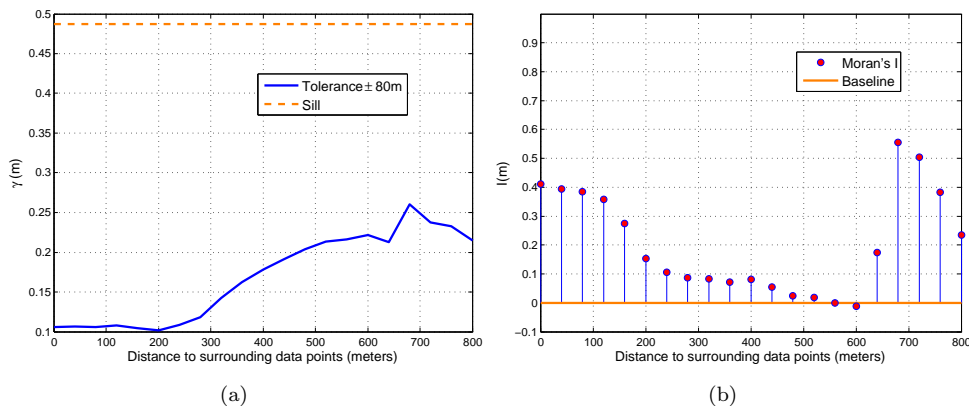 0.5
0.45
0.4
0.35
0.3
0.25
0.2
0.15
0.1
γ (m)
Tolerance ± 80m
Sill
0 100 200 300 400 500 600 700 800
Distance to surrounding data points (meters)
(a)
0.9
0.8
0.7
0.6
0.5
0.4
0.3
0.2
0.1
0
−0.1
I(m)
Moran's I
Baseline
0 100 200 300 400 500 600 700 800
Distance to surrounding data points (meters)
(b)